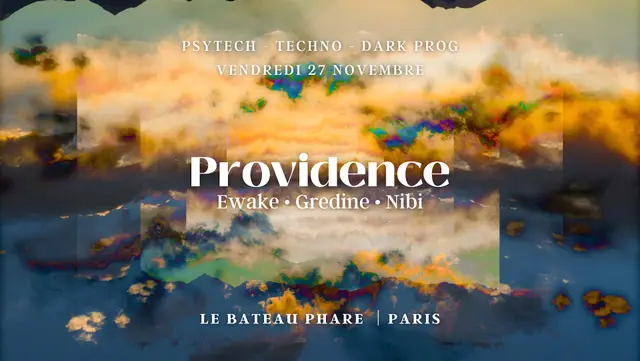 PSYTECH - TECHNO - DARK PROG
VENDREDI 27 NOVEMBRE
Providence
Ewake • Gredine • Nibi
LE BATEAU PHARE | PARIS